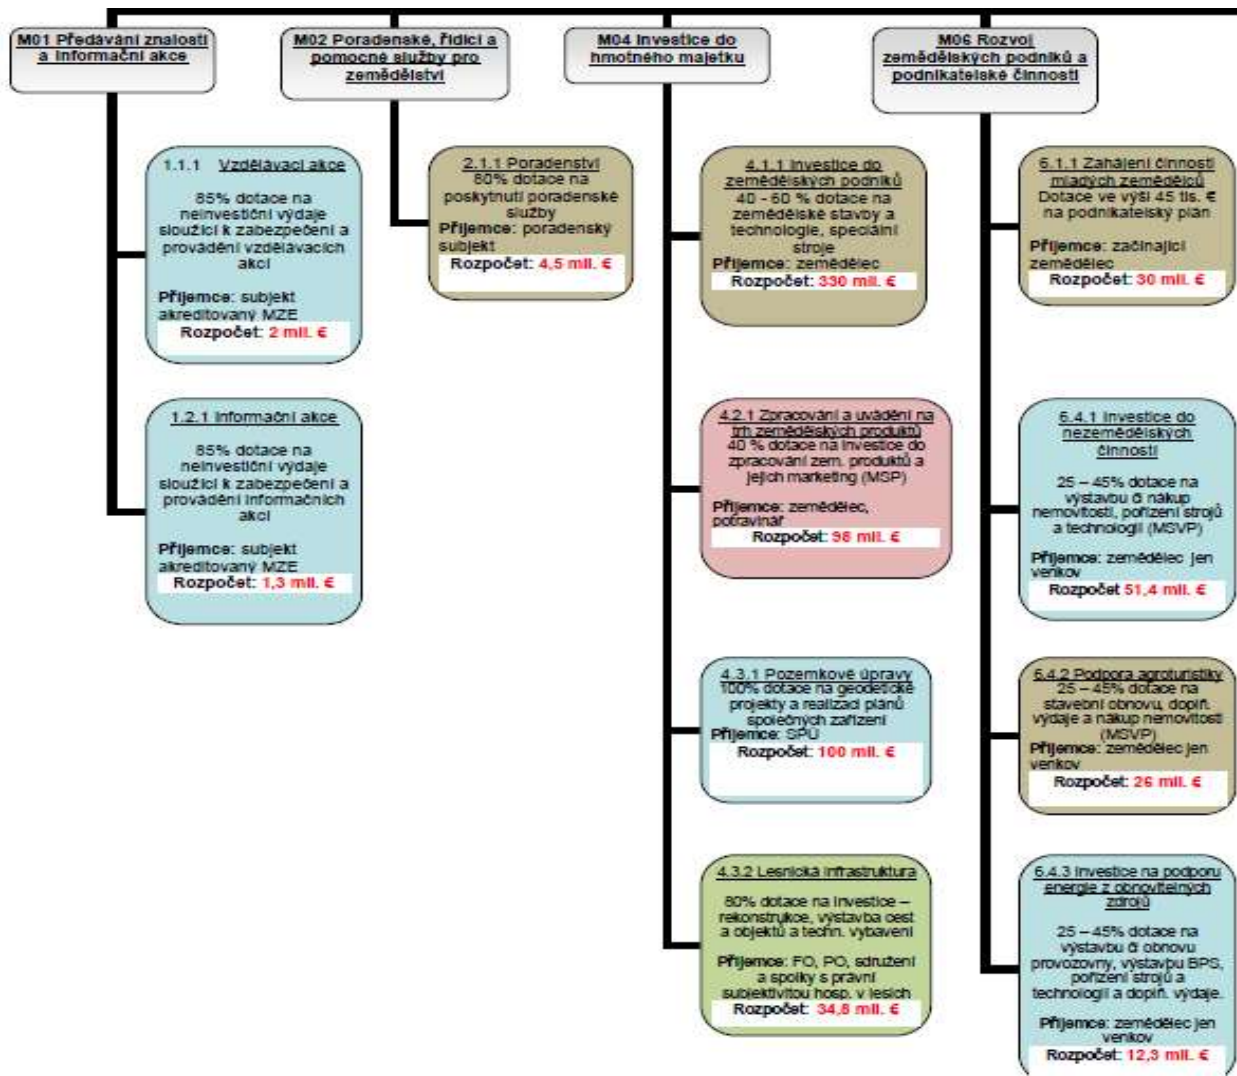 M01 Předávání znalostí
a informační akce
M02 Poradenské, řídicí a
pomocné služby pro
zemědělství
M04 Investice do
hmotného majetku
M06 Rozvoj
zemědělských podniků a
podnikatelské činnosti
1.1.1 Vzdělávací akce
85% dotace na
neinvestiční výdaje
sloužící k zabezpečení a
provádění vzdělávacích
akcí
Příjemce: subjekt
akreditovaný MZE
Rozpočet: 2 mil. €
1.2.1 Informační akce
85% dotace na
neinvestiční výdaje
sloužící k zabezpečení a
provádění informačních
akcí
Příjemce: subjekt
akreditovaný MZE
Rozpočet: 1,3 mil. €
2.1.1 Poradenství
80% dotace na
poskytnutí poradenské
služby
Příjemce: poradenský
subjekt
Rozpočet: 4,5 mil. €
4.1.1 Investice do
zemědělských podniků
40 - 60 % dotace na
zemědělské stavby a
technologie, speciální
stroje
Příjemce: zemědělec
Rozpočet: 330 mil. €
4.2.1 Zpracování a uvádění na
trh zemědělských produktů
40 % dotace na investice do
zpracování zem. produktů a
jejich marketing (MSP)
Příjemce: zemědělec,
potravinář
Rozpočet: 98 mil. €
4.3.1 Pozemkové úpravy
100% dotace na geodetické
projekty a realizaci plánů
společných zařízení
Příjemce: SPÚ
Rozpočet: 100 mil. €
4.3.2 Lesnická infrastruktura
80% dotace na investice –
rekonstrukce, výstavba cest
a objektů a techn. vybavení
Příjemce: FO, PO, sdružení
a spolky s právní
subjektivitou hosp. v lesích
Rozpočet: 34,8 mil. €
6.1.1 Zahájení činnosti
mladých zemědělců
Dotace ve výši 45 tis. €
na podnikatelský plán
Příjemce: začínající
zemědělec
Rozpočet: 30 mil. €
6.4.1 Investice do
nezemědělských
činností
25 – 45% dotace na
výstavbu či nákup
nemovitostí, pořízení strojů
a technologií (MSVP)
Příjemce: zemědělec jen
venkov
Rozpočet 51,4 mil. €
6.4.2 Podpora agroturistiky
25 – 45% dotace na
stavební obnovu, doplň.
výdaje a nákup nemovitostí
(MSVP)
Příjemce: zemědělec jen
venkov
Rozpočet: 26 mil. €
6.4.3 Investice na podporu
energie z obnovitelných
zdrojů
25 – 45% dotace na
výstavbu či obnovu
provozovny, výstavbu BPS,
pořízení strojů a
technologií a doplň. výdaje.
Příjemce: zemědělec jen
venkov
Rozpočet: 12,3 mil. €